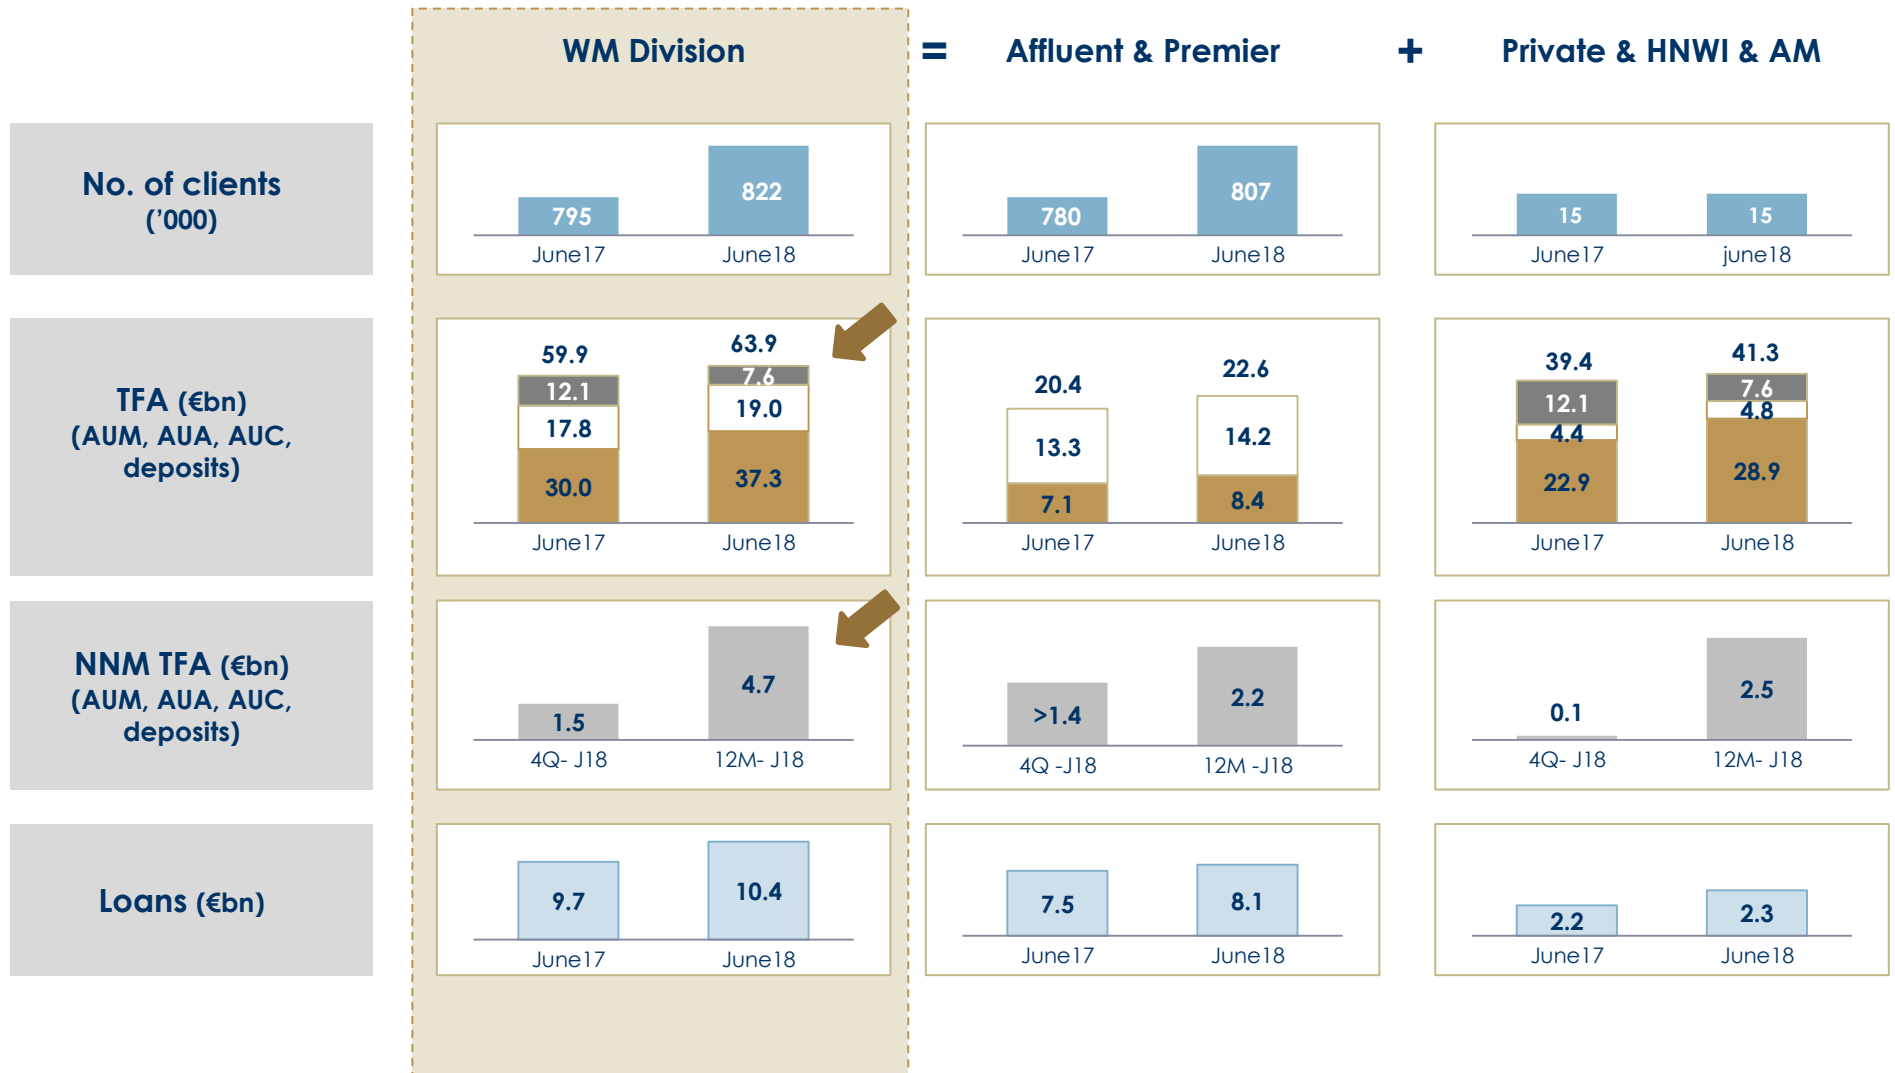 WM Division
=
Affluent & Premier
+
Private & HNWI & AM
No. of clients
('000)
795
822
June17
June18
780
807
June17
June18
15
15
June17
june18
TFA (€bn)
(AUM, AUA, AUC,
deposits)
59.9
63.9
12.1
7.6
17.8
19.0
30.0
37.3
June17
June18
20.4
22.6
13.3
14.2
7.1
8.4
June17
June18
39.4
41.3
12.1
7.6
4.4
4.8
22.9
28.9
June17
June18
NNM TFA (€bn)
(AUM, AUA, AUC,
deposits)
1.5
4.7
4Q- J18
12M- J18
>1.4
2.2
4Q -J18
12M -J18
0.1
2.5
4Q- J18
12M- J18
Loans (€bn)
9.7
10.4
June17
June18
7.5
8.1
June17
June18
2.2
2.3
June17
June18